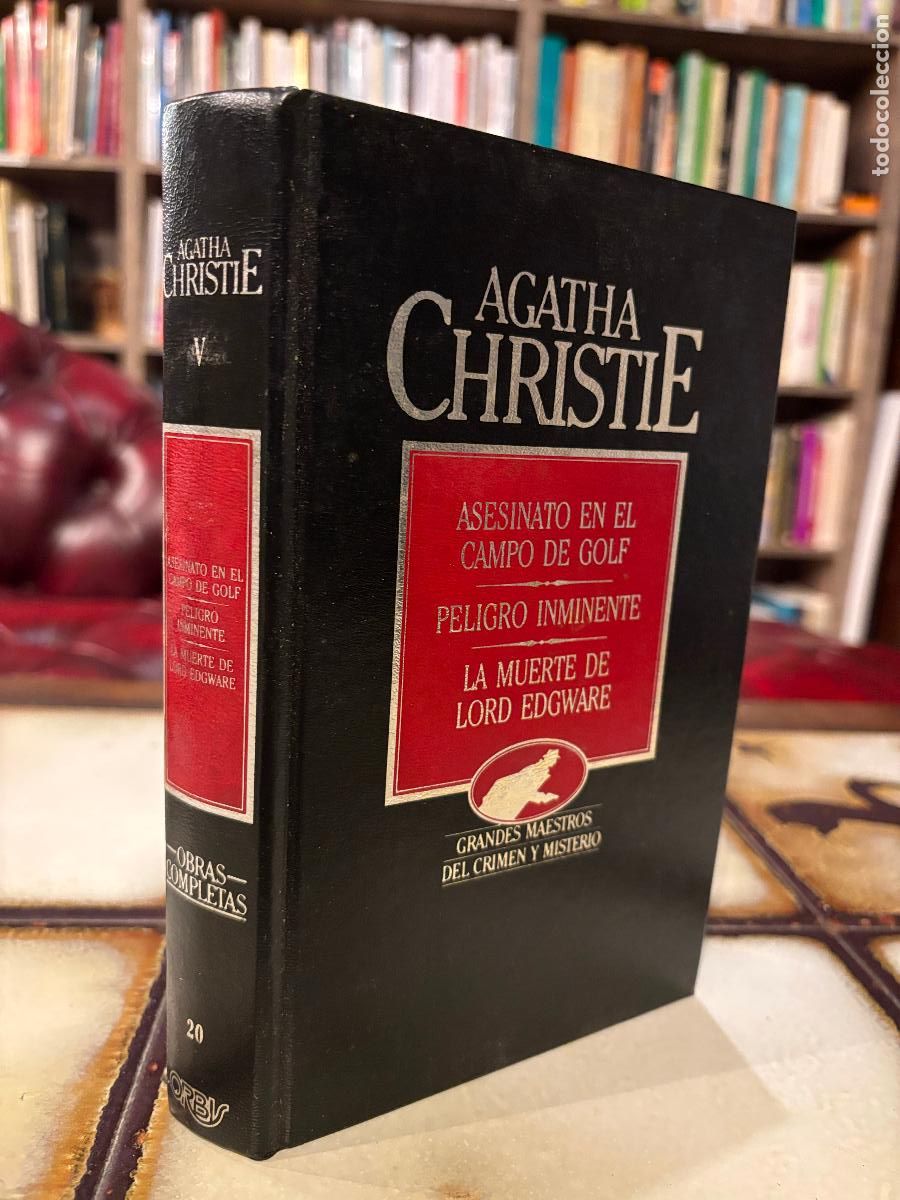 todocoleccion
AGATHA
CHRISTIE
V
ASESINATO EN EL
CAMPO DE GOLF
PELIGRO
INMINENTE
LA MUERTE DE
LORD EDGWARE
OBRAS
COMPLETAS
20
ORBIS
AGATHA
CHRISTIE
ASESINATO EN EL
CAMPO DE GOLF
PELIGRO INMINENTE
LA MUERTE DE
LORD EDGWARE
GRANDES MAESTROS
DEL CRIMEN Y MISTERIO